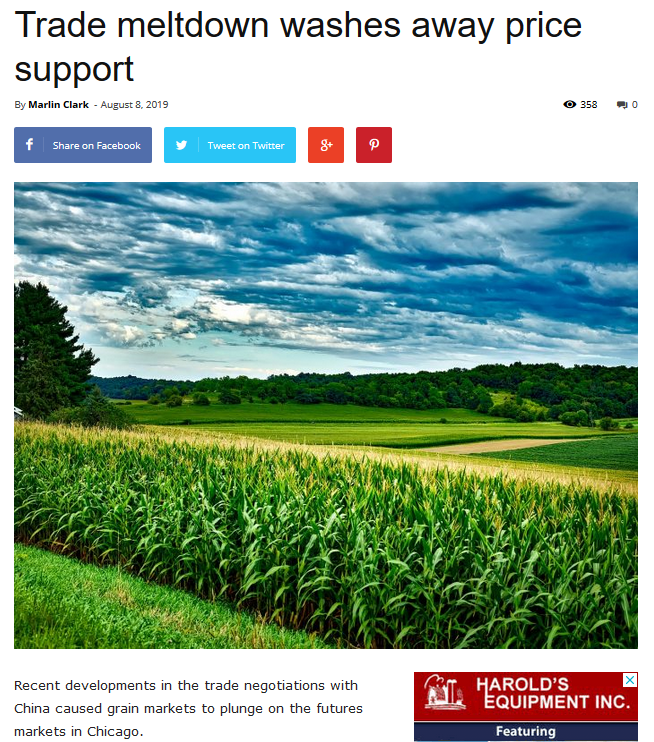 Trade meltdown washes away price
support
By Marlin Clark - August 8, 2019 358 0
Share on Facebook Tweet on Twitter
Recent developments in the trade negotiations with
China caused grain markets to plunge on the futures
markets in Chicago.
HAROLD'S
EQUIPMENT INC.
Featuring